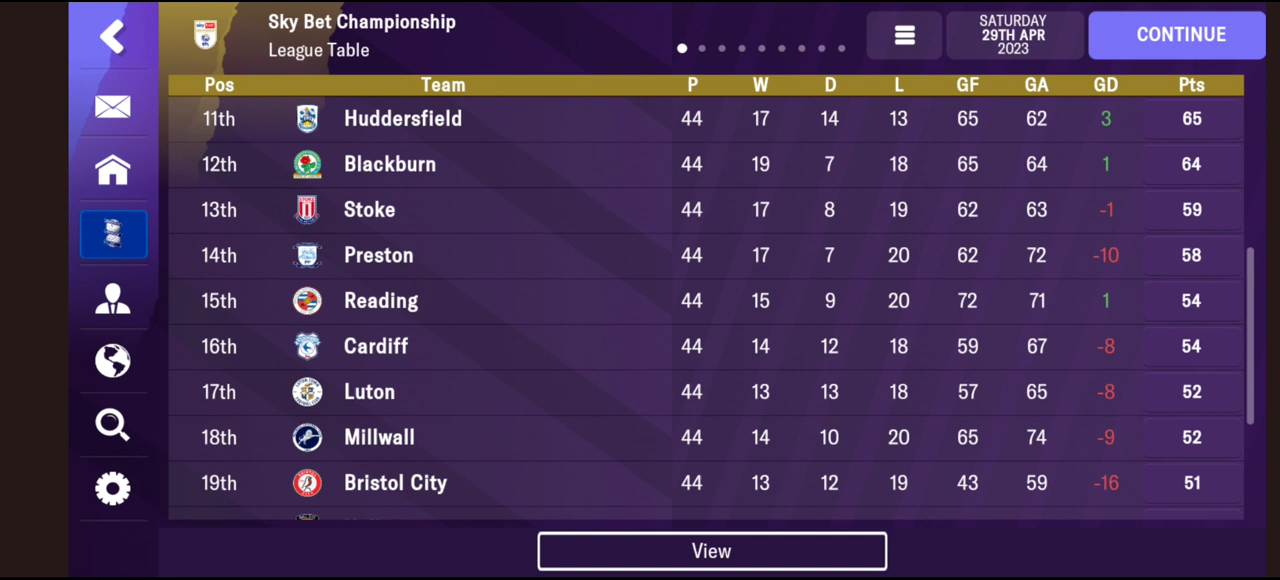 Sky Bet Championship
League Table
SATURDAY
29TH APR
2023
CONTINUE
Pos Team P W D L GF GA GD Pts
11th Huddersfield 44 17 14 13 65 62 3 65
12th Blackburn 44 19 7 18 65 64 1 64
13th Stoke 44 17 8 19 62 63 -1 59
14th Preston 44 17 7 20 62 72 -10 58
15th Reading 44 15 9 20 72 71 1 54
16th Cardiff 44 14 12 18 59 67 -8 54
17th Luton 44 13 13 18 57 65 -8 52
18th Millwall 44 14 10 20 65 74 -9 52
19th Bristol City 44 13 12 19 43 59 -16 51
View